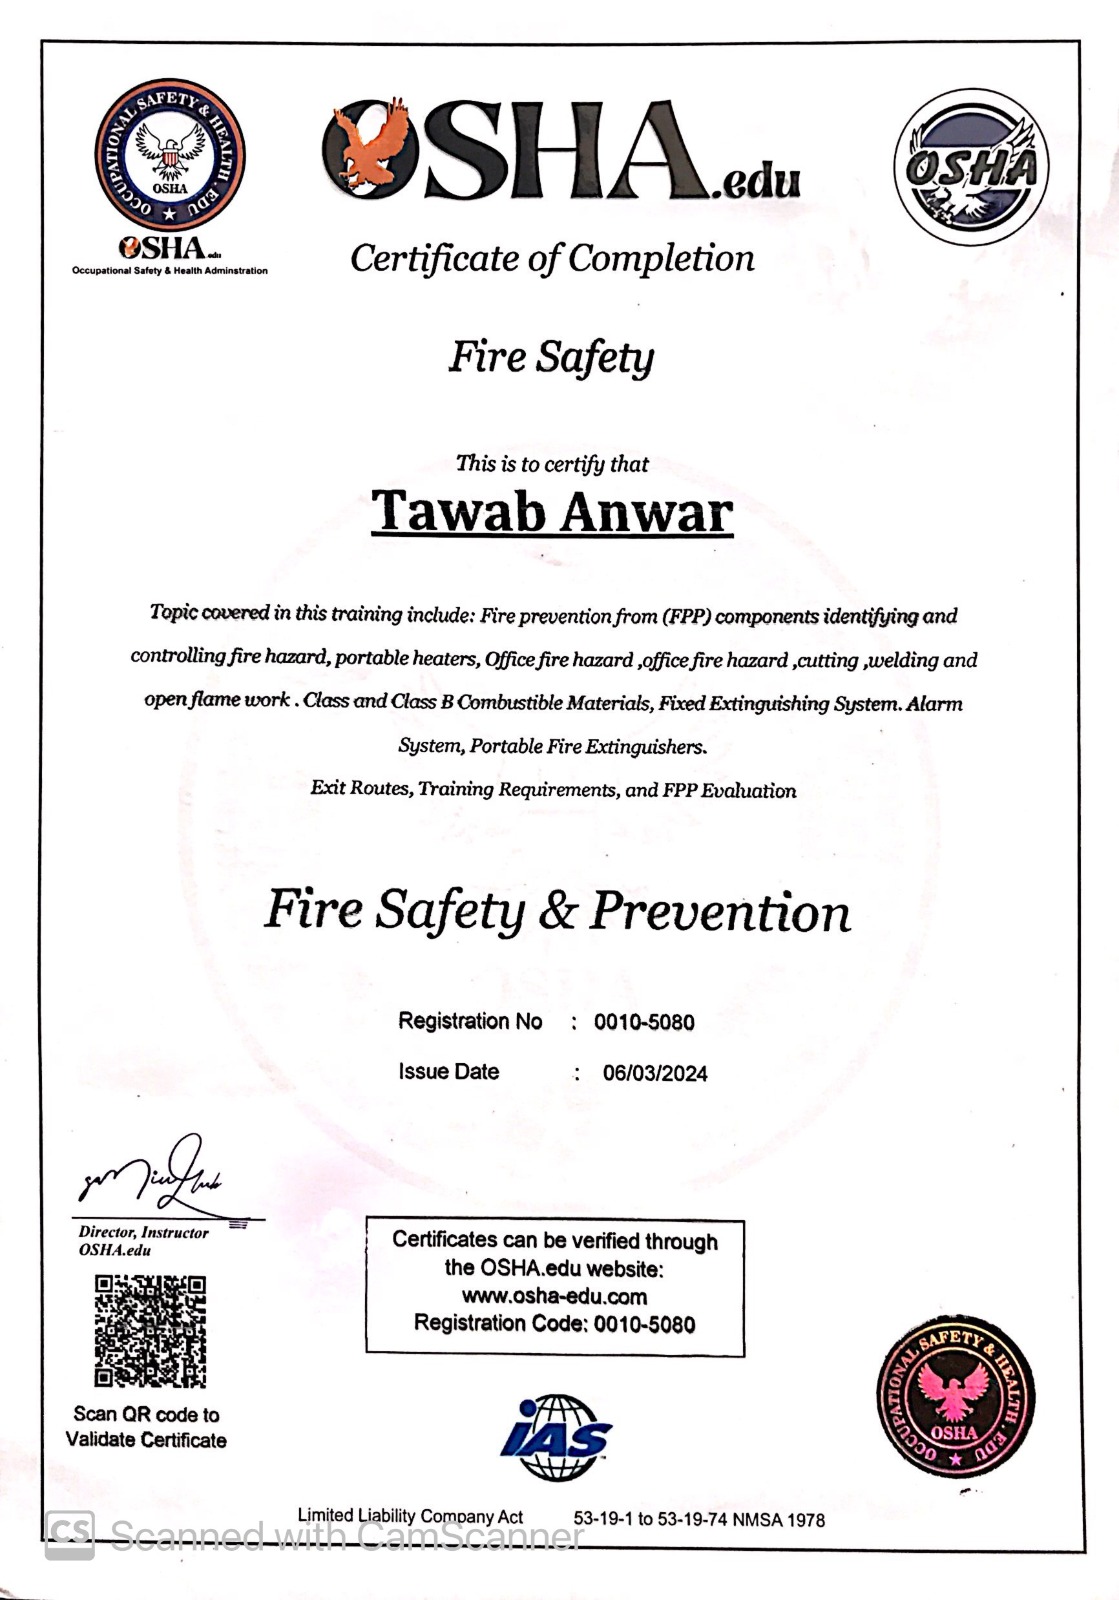 OCCUPATIONAL SAFETY & HEALTH .EDU
OSHA
OSHA.edu
Occupational Safety & Health Adminstration
OSHA.edu
OSHA
Certificate of Completion
Fire Safety
This is to certify that
Tawab Anwar
Topic covered in this training include: Fire prevention from (FPP) components identifying and
controlling fire hazard, portable heaters, Office fire hazard ,office fire hazard ,cutting ,welding and
open flame work . Class and Class B Combustible Materials, Fixed Extinguishing System. Alarm
System, Portable Fire Extinguishers.
Exit Routes, Training Requirements, and FPP Evaluation
Fire Safety & Prevention
Registration No : 0010-5080
Issue Date : 06/03/2024
Director, Instructor
OSHA.edu
Scan QR code to
Validate Certificate
Certificates can be verified through
the OSHA.edu website:
www.osha-edu.com
Registration Code: 0010-5080
iAS
OCCUPATIONAL SAFETY & HEALTH .EDU
OSHA
Limited Liability Company Act 53-19-1 to 53-19-74 NMSA 1978
CS Scanned with CamScanner